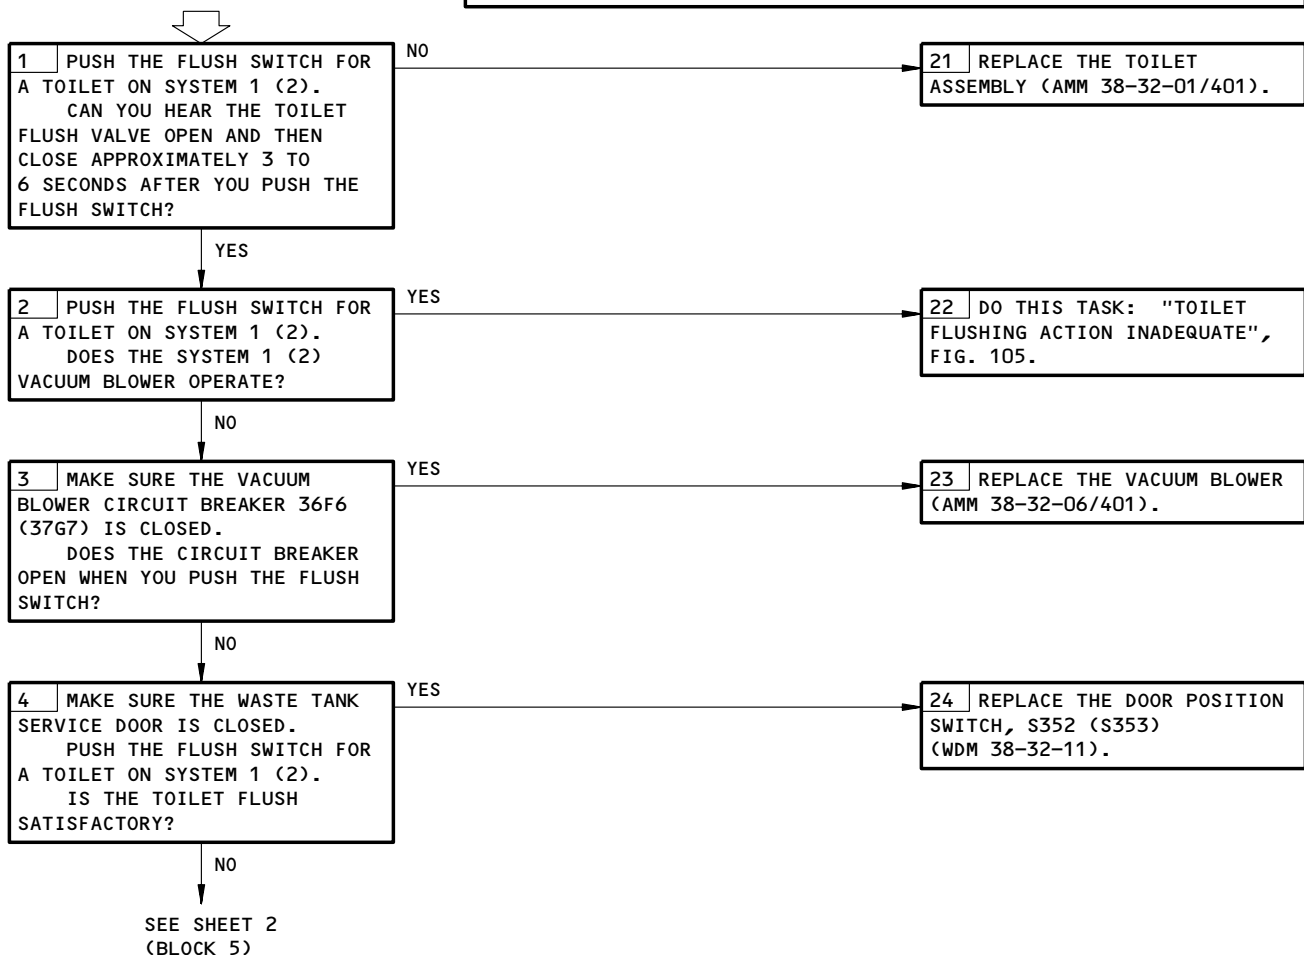 1 PUSH THE FLUSH SWITCH FOR
A TOILET ON SYSTEM 1 (2).
CAN YOU HEAR THE TOILET
FLUSH VALVE OPEN AND THEN
CLOSE APPROXIMATELY 3 TO
6 SECONDS AFTER YOU PUSH THE
FLUSH SWITCH?
NO
21 REPLACE THE TOILET
ASSEMBLY (AMM 38-32-01/401).
YES
2 PUSH THE FLUSH SWITCH FOR
A TOILET ON SYSTEM 1 (2).
DOES THE SYSTEM 1 (2)
VACUUM BLOWER OPERATE?
YES
22 DO THIS TASK: "TOILET
FLUSHING ACTION INADEQUATE",
FIG. 105.
NO
3 MAKE SURE THE VACUUM
BLOWER CIRCUIT BREAKER 36F6
(37G7) IS CLOSED.
DOES THE CIRCUIT BREAKER
OPEN WHEN YOU PUSH THE FLUSH
SWITCH?
YES
23 REPLACE THE VACUUM BLOWER
(AMM 38-32-06/401).
NO
4 MAKE SURE THE WASTE TANK
SERVICE DOOR IS CLOSED.
PUSH THE FLUSH SWITCH FOR
A TOILET ON SYSTEM 1 (2).
IS THE TOILET FLUSH
SATISFACTORY?
YES
24 REPLACE THE DOOR POSITION
SWITCH, S352 (S353)
(WDM 38-32-11).
NO
SEE SHEET 2
(BLOCK 5)